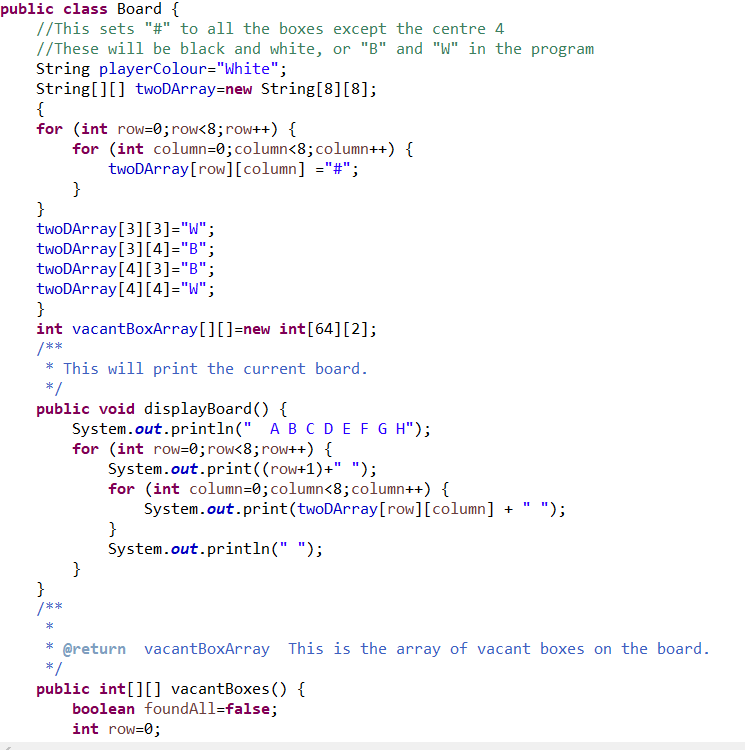 public class Board {
    //This sets "#" to all the boxes except the centre 4
    //These will be black and white, or "B" and "W" in the program
    String playerColour="White";
    String[][] twoDArray=new String[8][8];
    {
    for (int row=0;row<8;row++) {
        for (int column=0;column<8;column++) {
            twoDArray[row][column] ="#";
        }
    }
    twoDArray[3][3]="W";
    twoDArray[3][4]="B";
    twoDArray[4][3]="B";
    twoDArray[4][4]="W";
    }
    int vacantBoxArray[][]=new int[64][2];
    /**
     * This will print the current board.
     */
    public void displayBoard() {
        System.out.println("  A B C D E F G H");
        for (int row=0;row<8;row++) {
            System.out.print((row+1)+" ");
            for (int column=0;column<8;column++) {
                System.out.print(twoDArray[row][column] + " ");
            }
            System.out.println(" ");
        }
    }
    /**
     *
     * @return  vacantBoxArray  This is the array of vacant boxes on the board.
     */
    public int[][] vacantBoxes() {
        boolean foundAll=false;
        int row=0;